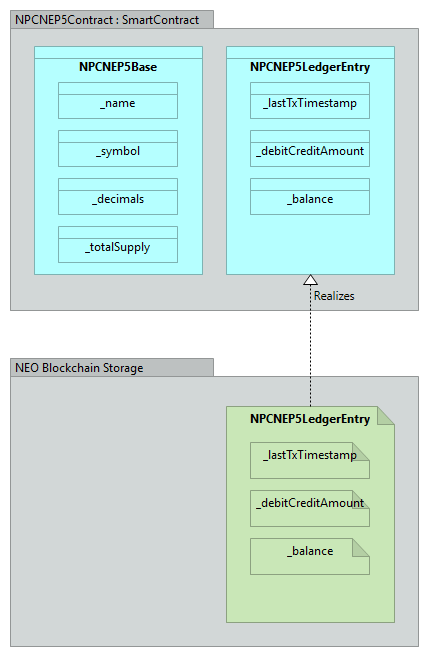 NPCNEP5Contract : SmartContract
NPCNEP5Base
_name
_symbol
_decimals
_totalSupply
NPCNEP5LedgerEntry
_lastTxTimestamp
_debitCreditAmount
_balance
Realizes
NEO Blockchain Storage
NPCNEP5LedgerEntry
_lastTxTimestamp
_debitCreditAmount
_balance